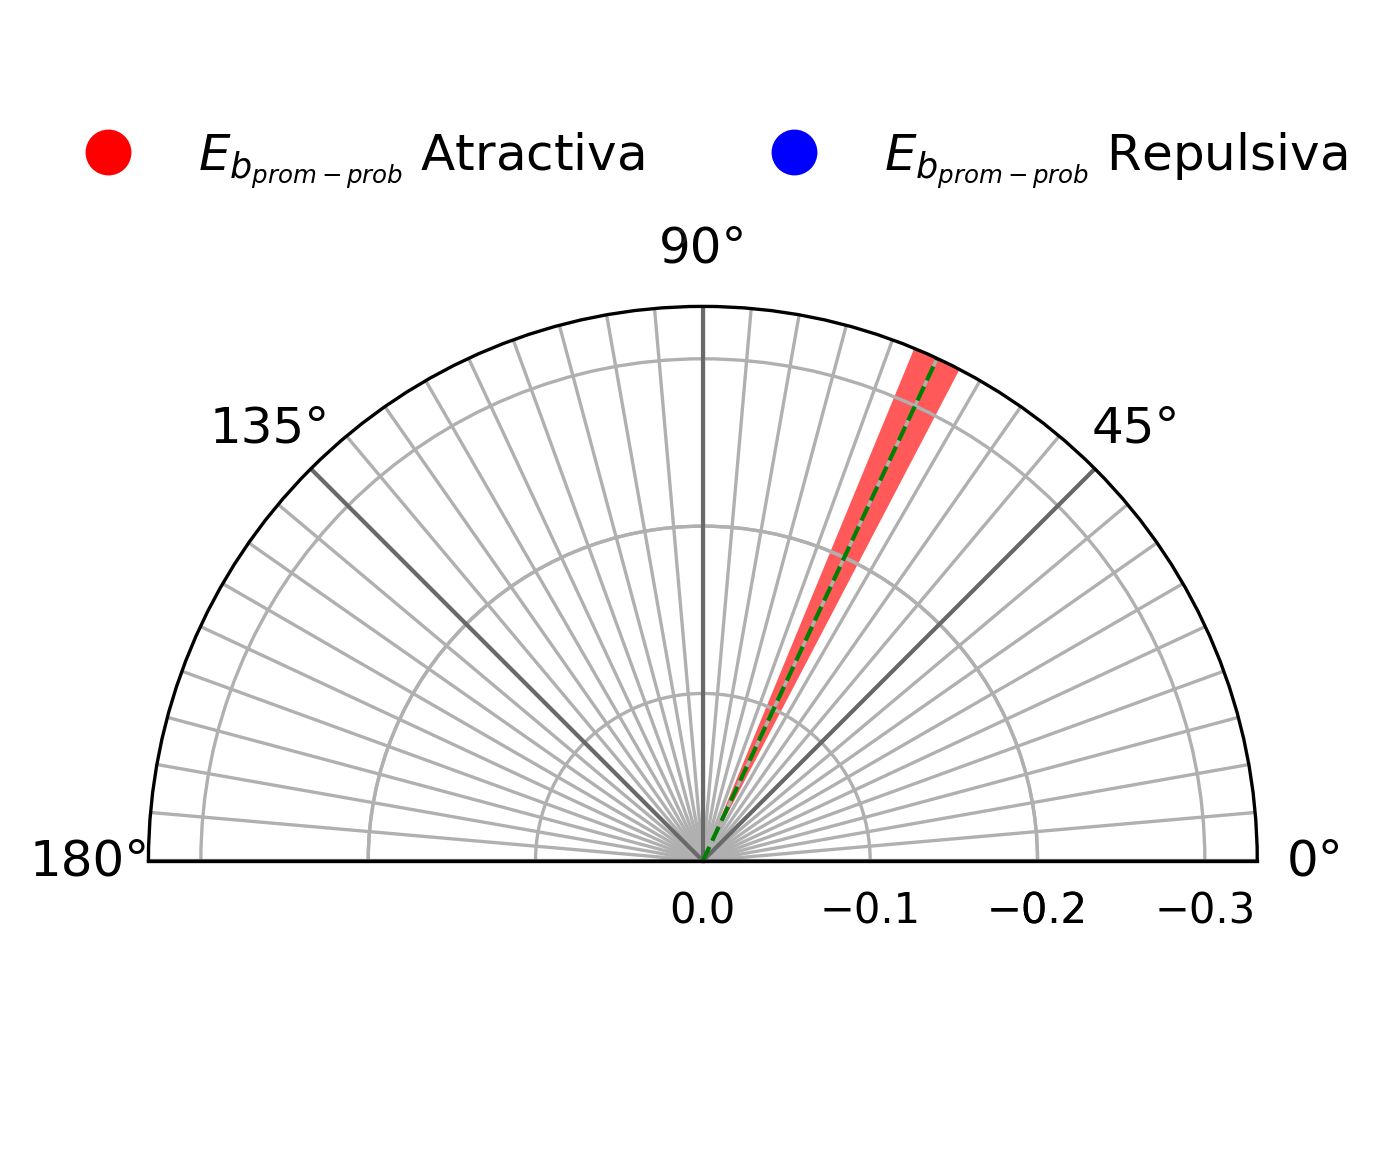 E_{b_{prom-prob}} Atractiva E_{b_{prom-prob}} Repulsiva
90°
135° 45°
180° 0°
0.0 −0.1 −0.2 −0.3